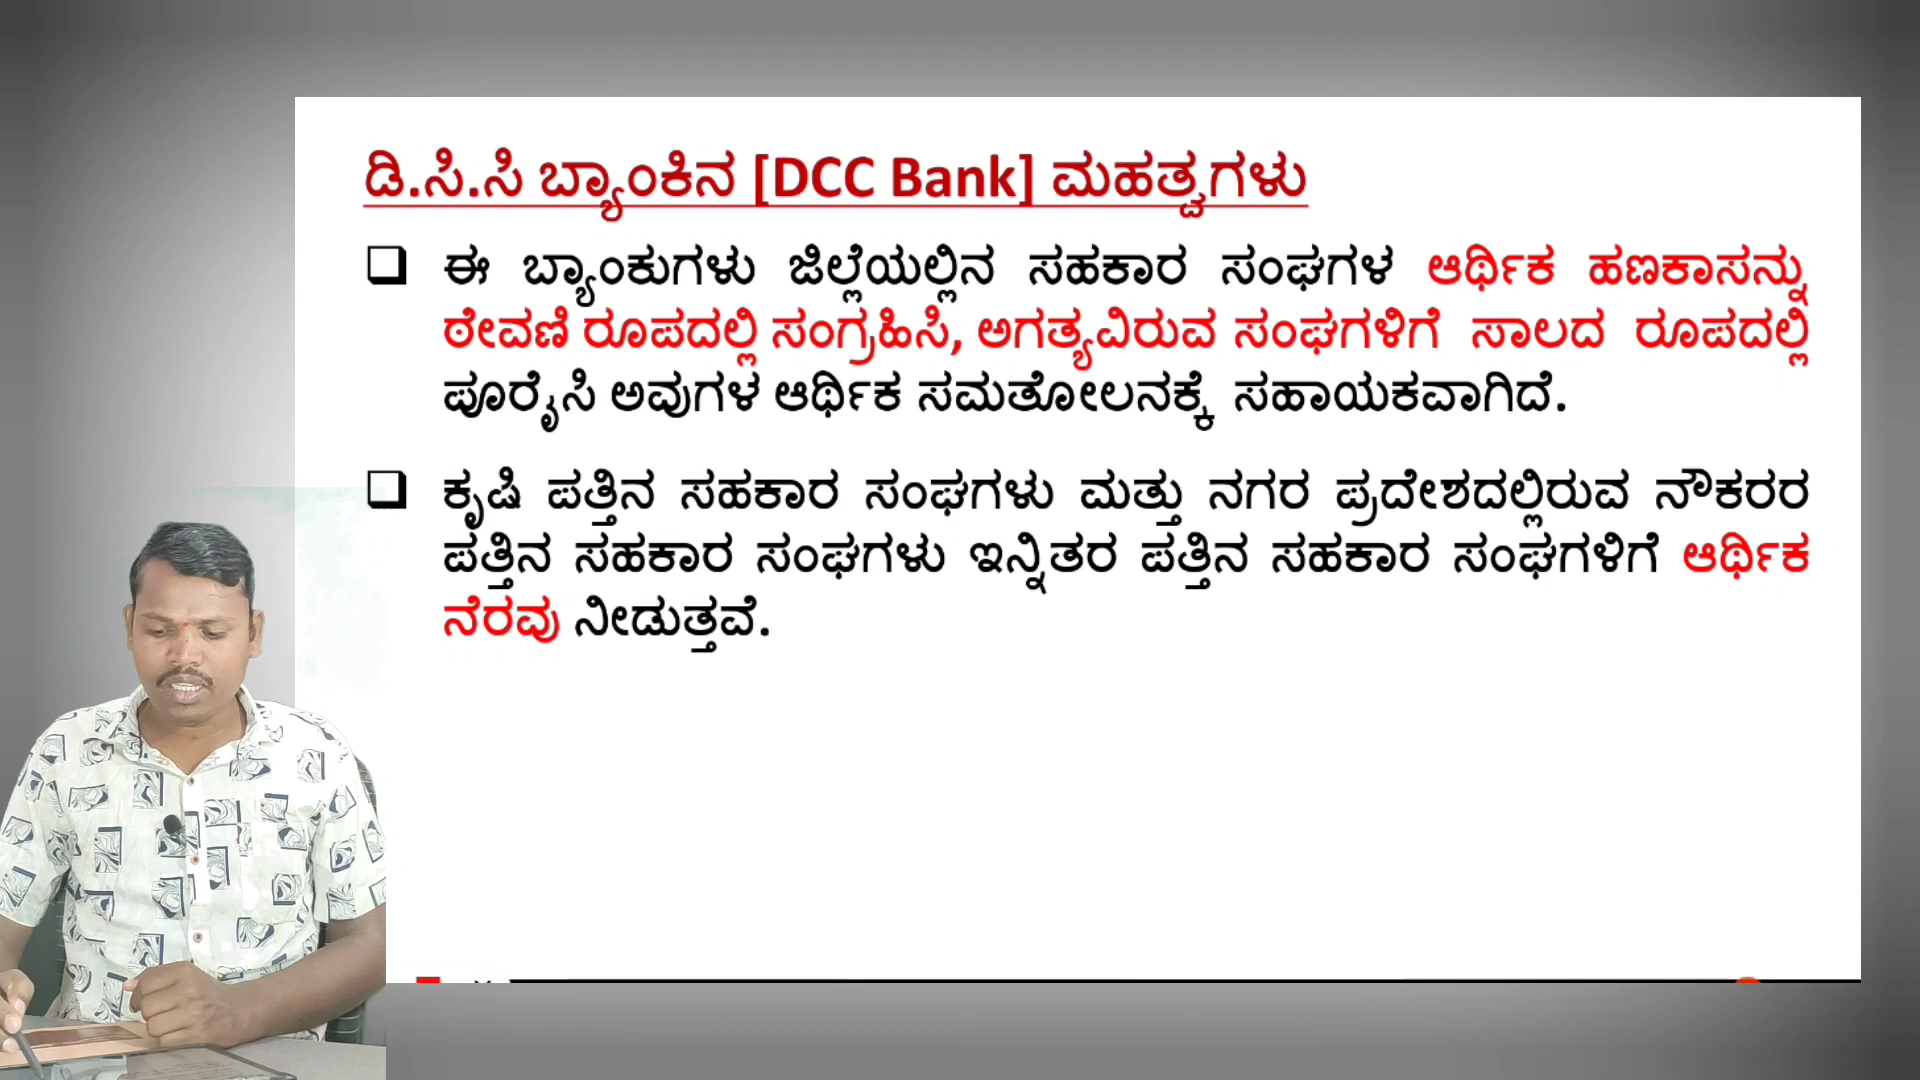 ಡಿ.ಸಿ.ಸಿ ಬ್ಯಾಂಕಿನ [DCC Bank] ಮಹತ್ವಗಳು
ಈ ಬ್ಯಾಂಕುಗಳು ಜಿಲ್ಲೆಯಲ್ಲಿನ ಸಹಕಾರ ಸಂಘಗಳ ಆರ್ಥಿಕ ಹಣಕಾಸನ್ನು
ಠೇವಣಿ ರೂಪದಲ್ಲಿ ಸಂಗ್ರಹಿಸಿ, ಅಗತ್ಯವಿರುವ ಸಂಘಗಳಿಗೆ ಸಾಲದ ರೂಪದಲ್ಲಿ
ಪೂರೈಸಿ ಅವುಗಳ ಆರ್ಥಿಕ ಸಮತೋಲನಕ್ಕೆ ಸಹಾಯಕವಾಗಿದೆ.
ಕೃಷಿ ಪತ್ತಿನ ಸಹಕಾರ ಸಂಘಗಳು ಮತ್ತು ನಗರ ಪ್ರದೇಶದಲ್ಲಿರುವ ನೌಕರರ
ಪತ್ತಿನ ಸಹಕಾರ ಸಂಘಗಳು ಇನ್ನಿತರ ಪತ್ತಿನ ಸಹಕಾರ ಸಂಘಗಳಿಗೆ ಆರ್ಥಿಕ
ನೆರವು ನೀಡುತ್ತವೆ.